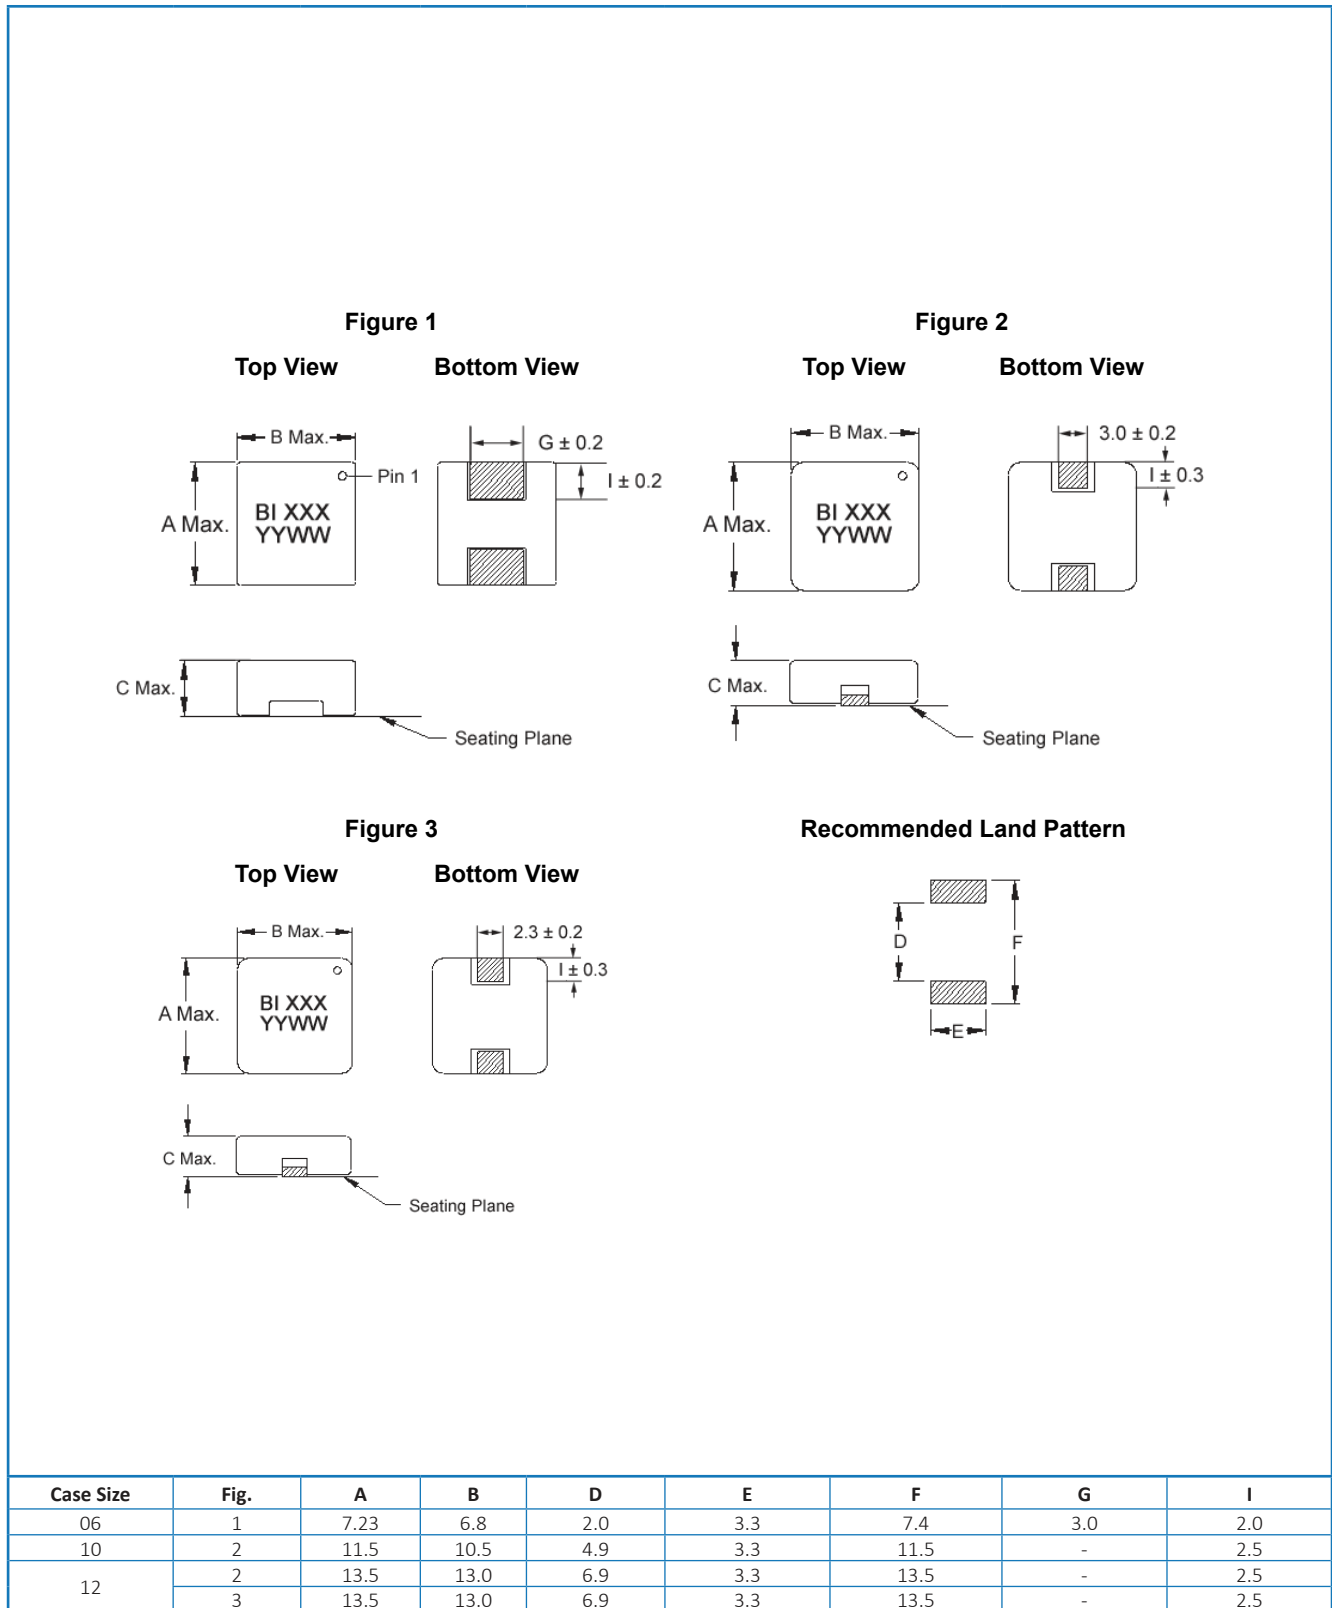 Figure 1
Top View Bottom View
B Max.
G ± 0.2
Pin 1
I ± 0.2
A Max.
BI XXX
YYWW
C Max.
Seating Plane
Figure 2
Top View Bottom View
B Max.
3.0 ± 0.2
I ± 0.3
A Max.
BI XXX
YYWW
C Max.
Seating Plane
Figure 3
Top View Bottom View
B Max.
2.3 ± 0.2
I ± 0.3
A Max.
BI XXX
YYWW
C Max.
Seating Plane
Recommended Land Pattern
D
F
E
Case Size Fig. A B D E F G I
06 1 7.23 6.8 2.0 3.3 7.4 3.0 2.0
10 2 11.5 10.5 4.9 3.3 11.5 - 2.5
12 2 13.5 13.0 6.9 3.3 13.5 - 2.5
3 13.5 13.0 6.9 3.3 13.5 - 2.5